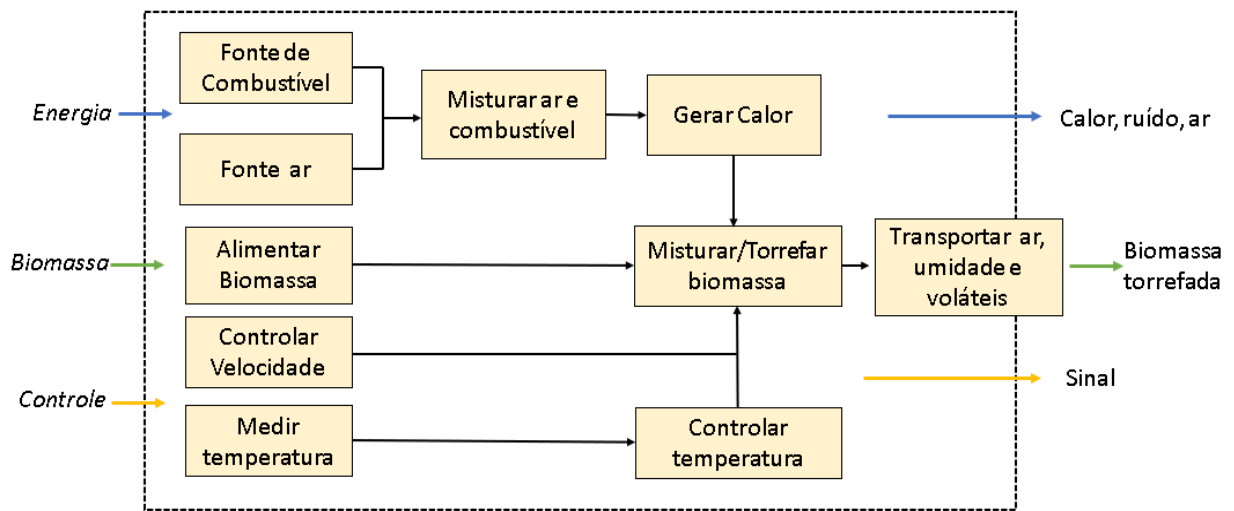 Fonte de
Combustível
Energia
Misturar ar e
combustível
Gerar Calor
Calor, ruído, ar
Fonte ar
Biomassa
Alimentar
Biomassa
Misturar/Torrefar
biomassa
Transportar ar,
umidade e
voláteis
Biomassa
torrefada
Controlar
Velocidade
Controle
Sinal
Medir
temperatura
Controlar
temperatura